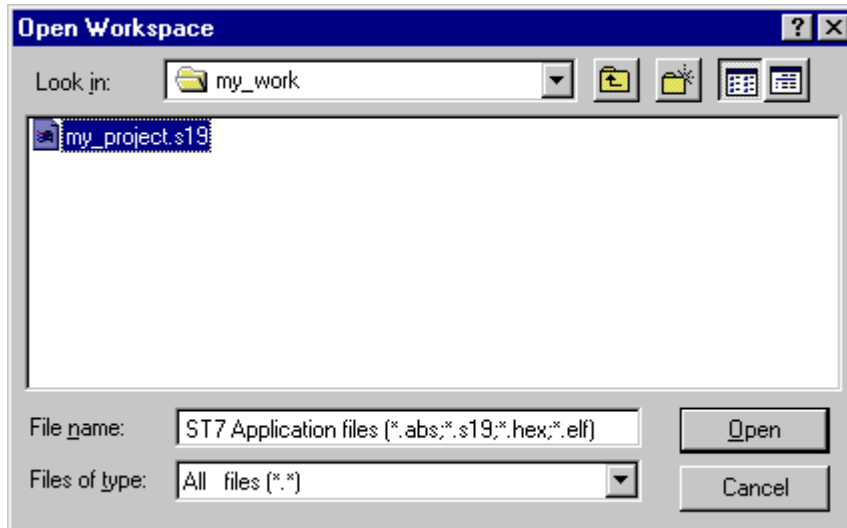 Open Workspace
Look in: my_work
my_project.s19
File name: ST7 Application files (*.abs;*.s19;*.hex;*.elf) Open
Files of type: All files (*.*) Cancel